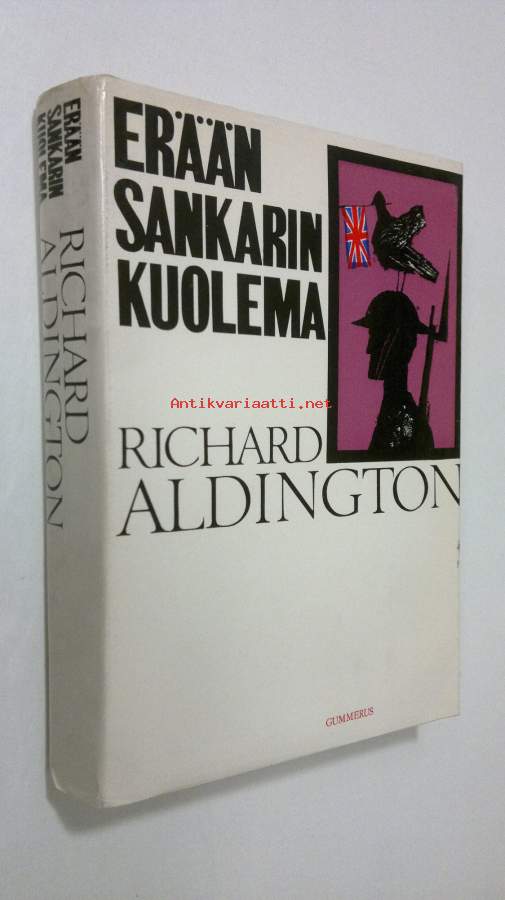 ERÄÄN
SANKARIN
KUOLEMA
RICHARD
ALDINGTON
ERÄÄN
SANKARIN
KUOLEMA
Antikvariaatti.net
RICHARD
ALDINGTON
GUMMERUS